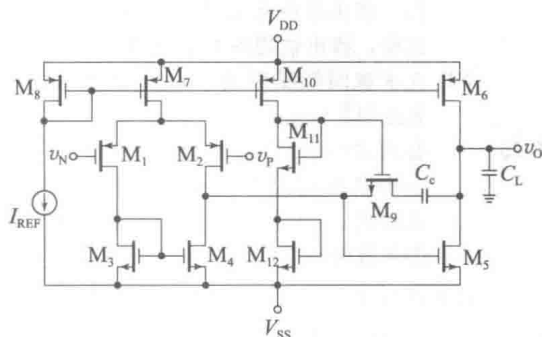 V_DD
M_8
M_7
M_10
M_6
M_11
v_N
M_1
M_2
v_P
v_O
C_c
C_L
I_REF
M_9
M_3
M_4
M_12
M_5
V_SS